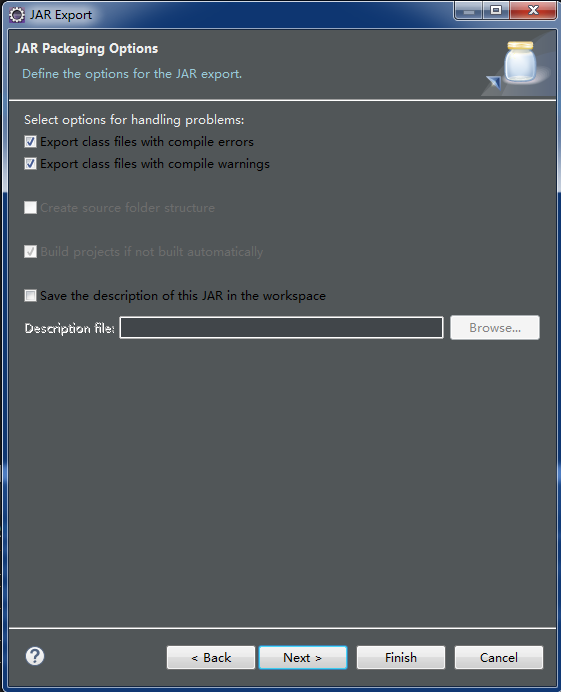 JAR Export
JAR Packaging Options
Define the options for the JAR export.
Select options for handling problems:
Export class files with compile errors
Export class files with compile warnings
Create source folder structure
Build projects if not built automatically
Save the description of this JAR in the workspace
Description file: Browse...
? < Back Next > Finish Cancel